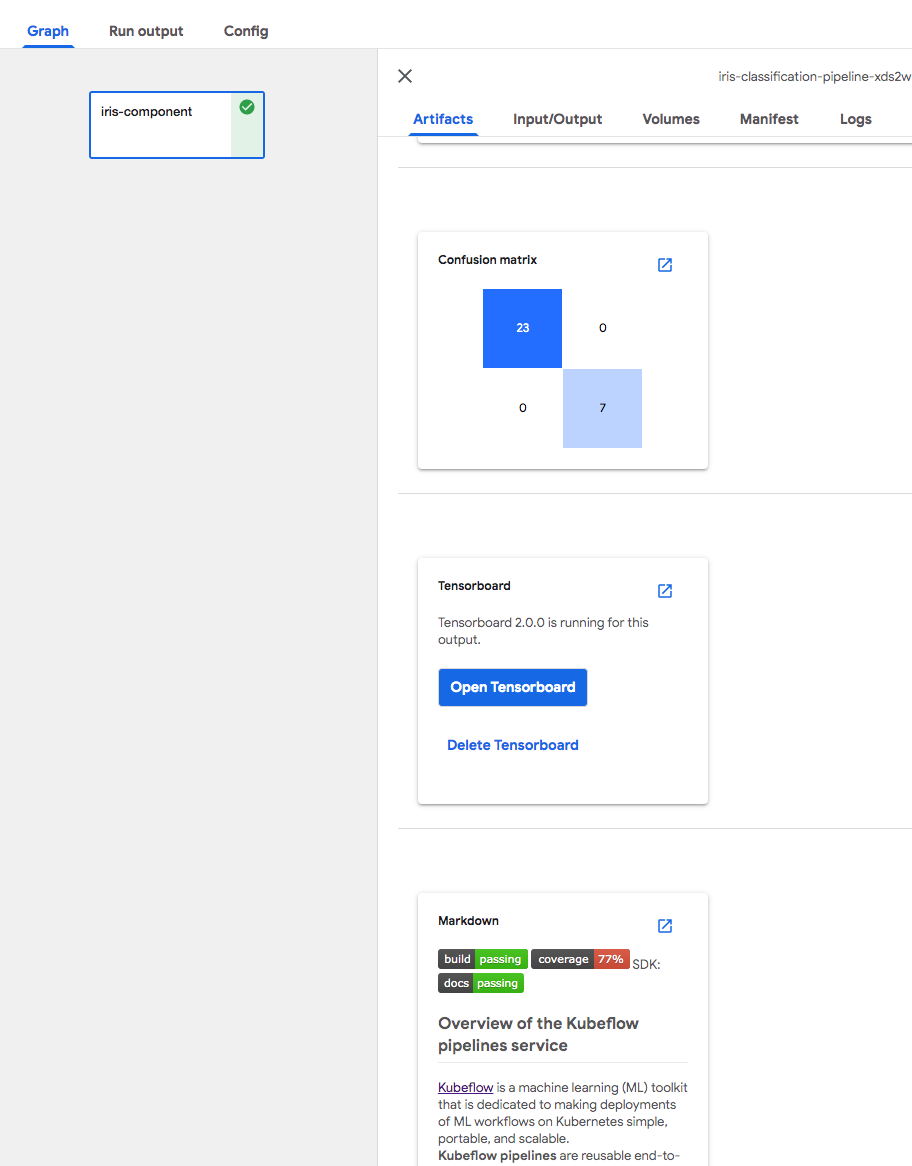 Graph Run output Config
iris-component
iris-classification-pipeline-xds2w
Artifacts Input/Output Volumes Manifest Logs
Confusion matrix
23 0
0 7
Tensorboard
Tensorboard 2.0.0 is running for this
output.
Open Tensorboard
Delete Tensorboard
Markdown
build passing coverage 77% SDK:
docs passing
Overview of the Kubeflow
pipelines service
Kubeflow is a machine learning (ML) toolkit
that is dedicated to making deployments
of ML workflows on Kubernetes simple,
portable, and scalable.
Kubeflow pipelines are reusable end-to-